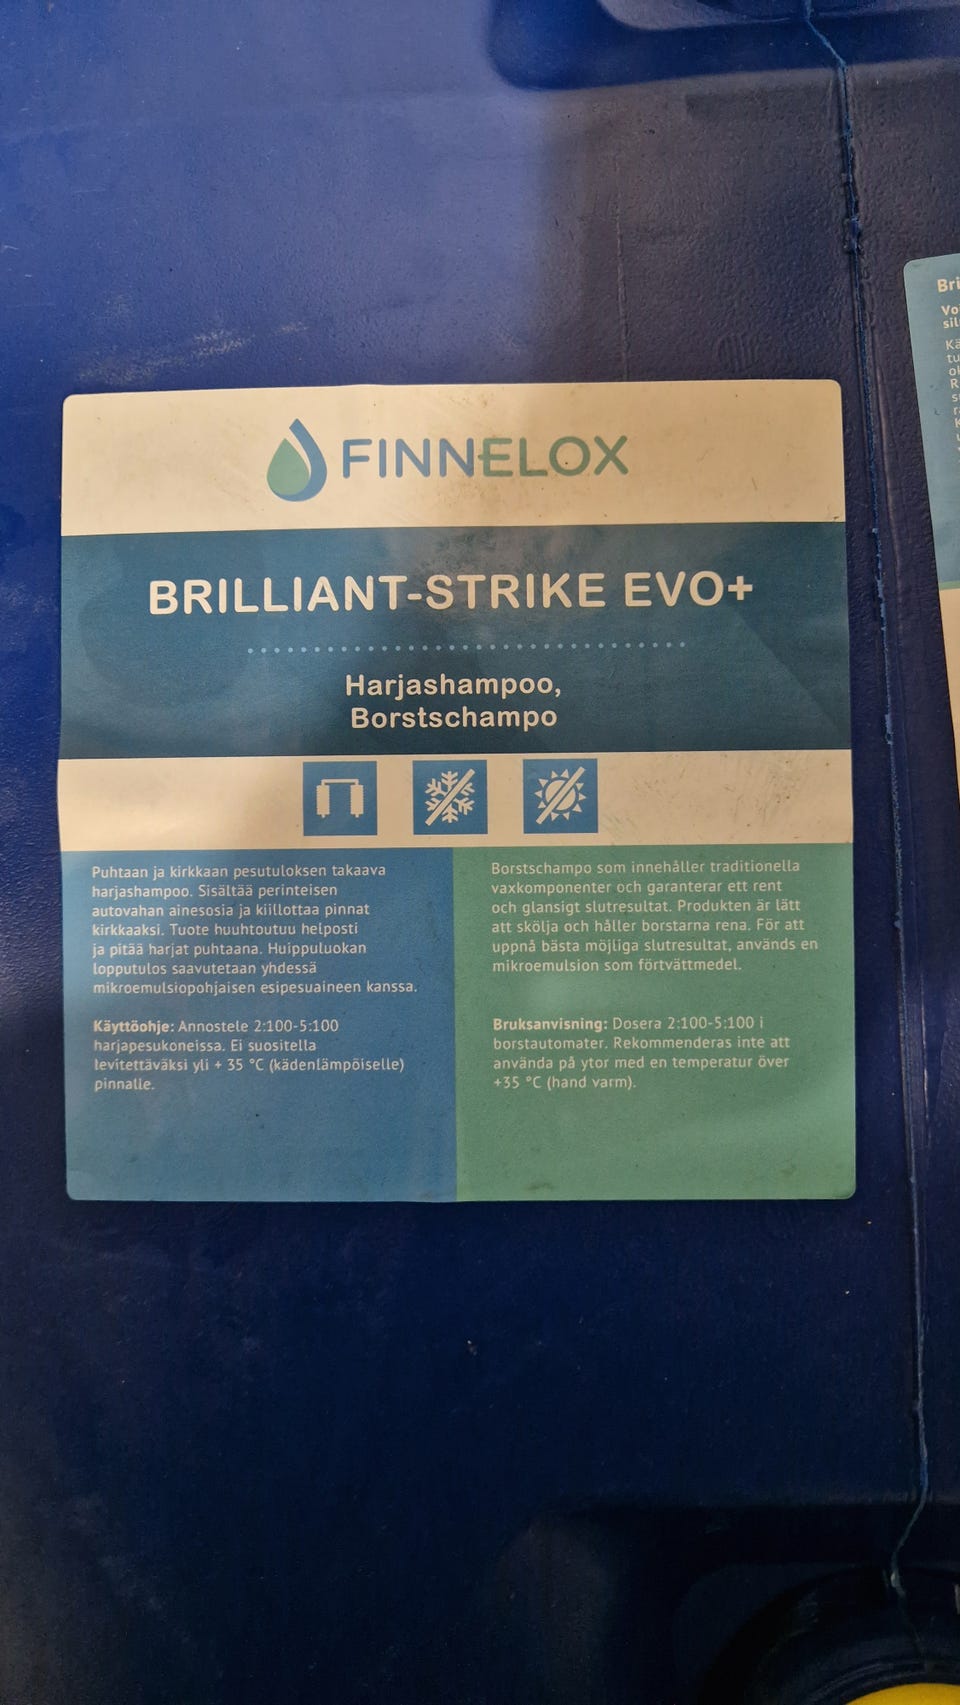 FINNELOX
BRILLIANT-STRIKE EVO+
Harjashampoo,
Borstschampo
Puhtaan ja kirkkaan pesutuloksen takaava
harjashampoo. Sisältää perinteisen
autovahan ainesosia ja kiillottaa pinnat
kirkkaaksi. Tuote huuhtoutuu helposti
ja pitää harjat puhtaana. Huippuluokan
lopputulos saavutetaan yhdessä
mikroemulsiopohjaisen esipesuaineen kanssa.
Käyttöohje: Annostele 2:100-5:100
harjapesukoneissa. Ei suositella
levitettäväksi yli + 35 °C (kädenlämpöiselle)
pinnalle.
Borstschampo som innehåller traditionella
vaxkomponenter och garanterar ett rent
och glansigt slutresultat. Produkten är lätt
att skölja och håller borstarna rena. För att
uppnå bästa möjliga slutresultat, används en
mikroemulsion som förtvättmedel.
Bruksanvisning: Dosera 2:100-5:100 i
borstautomater. Rekommenderas inte att
använda på ytor med en temperatur över
+35 °C (hand varm).